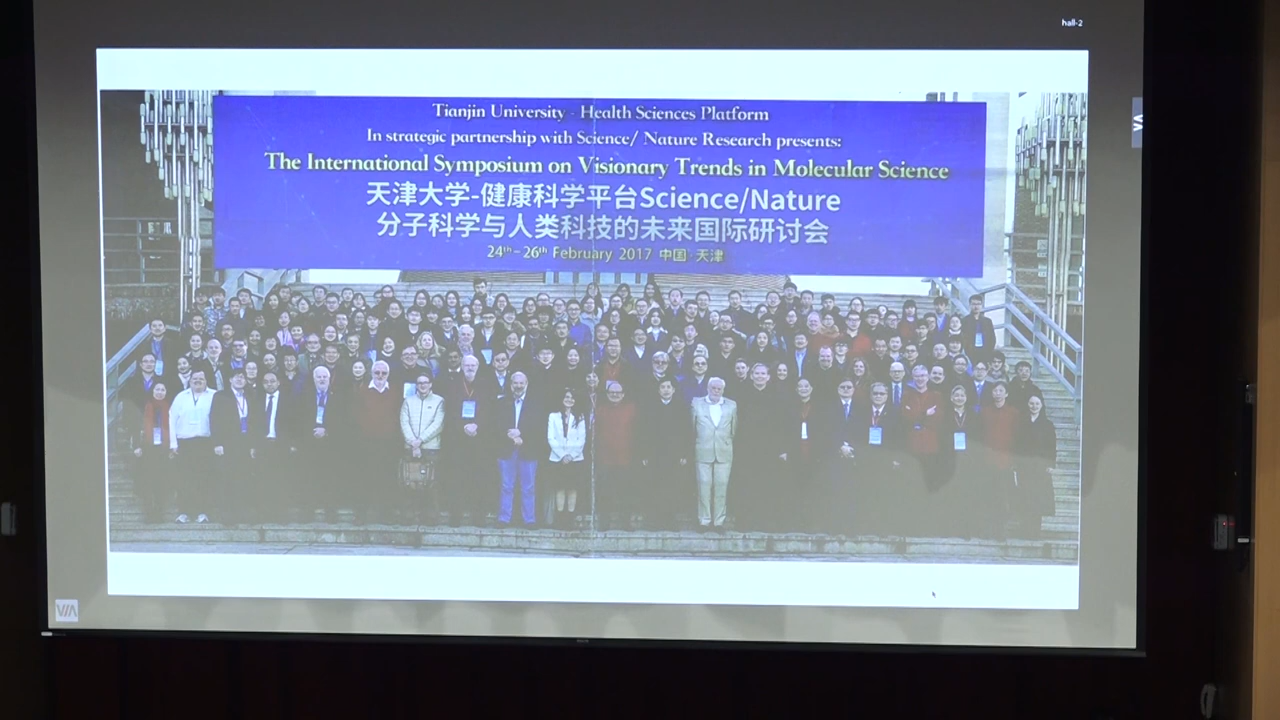 hall-2
Tianjin University - Health Sciences Platform
In strategic partnership with Science/ Nature Research presents:
The International Symposium on Visionary Trends in Molecular Science
天津大学-健康科学平台Science/Nature
分子科学与人类科技的未来国际研讨会
24th - 26th February 2017 中国 天津
VIA